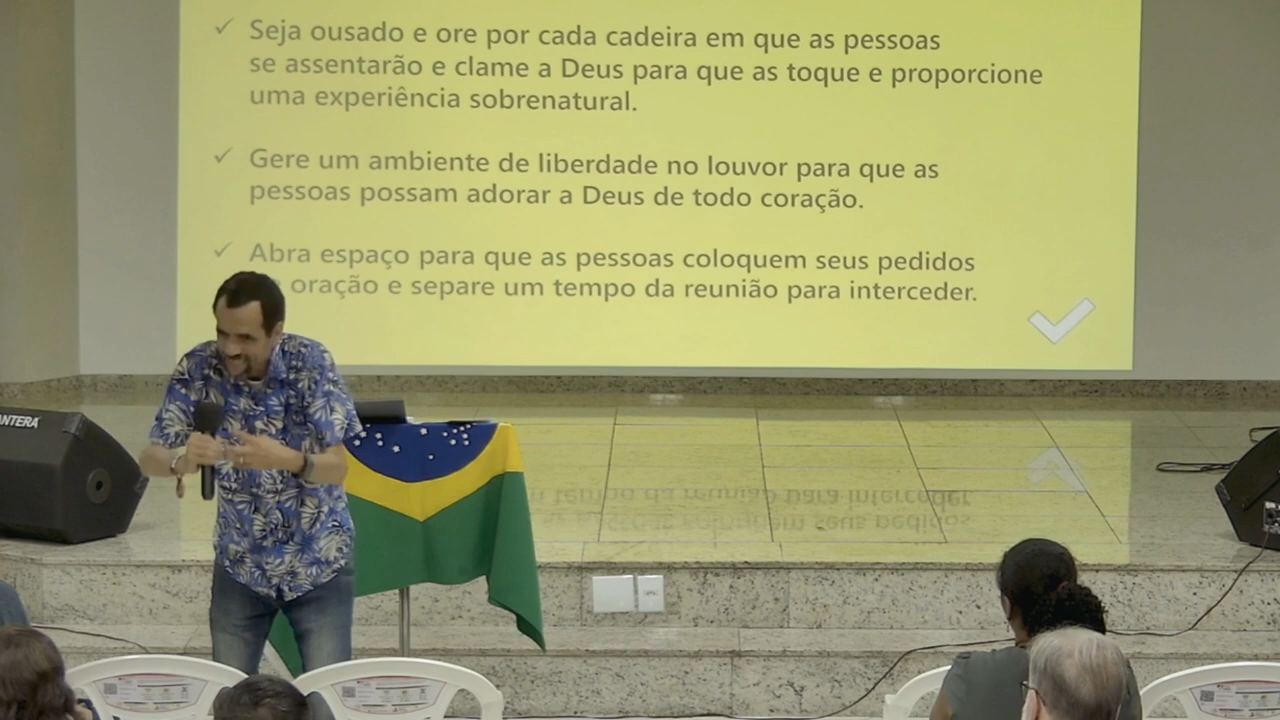 Seja ousado e ore por cada cadeira em que as pessoas
se assentarão e clame a Deus para que as toque e proporcione
uma experiência sobrenatural.
Gere um ambiente de liberdade no louvor para que as
pessoas possam adorar a Deus de todo coração.
Abra espaço para que as pessoas coloquem seus pedidos
oração e separe um tempo da reunião para interceder.
ANTERA